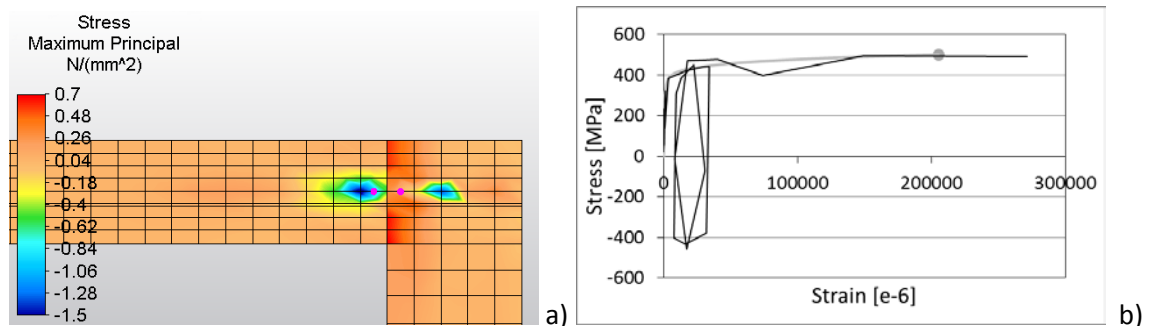 Stress
Maximum Principal
N/(mm^2)
0.7
0.48
0.26
0.04
-0.18
-0.4
-0.62
-0.84
-1.06
-1.28
-1.5
a)
600
400
200
0
-200
-400
-600
Stress [MPa]
0 100000 200000 300000
Strain [e-6]
b)